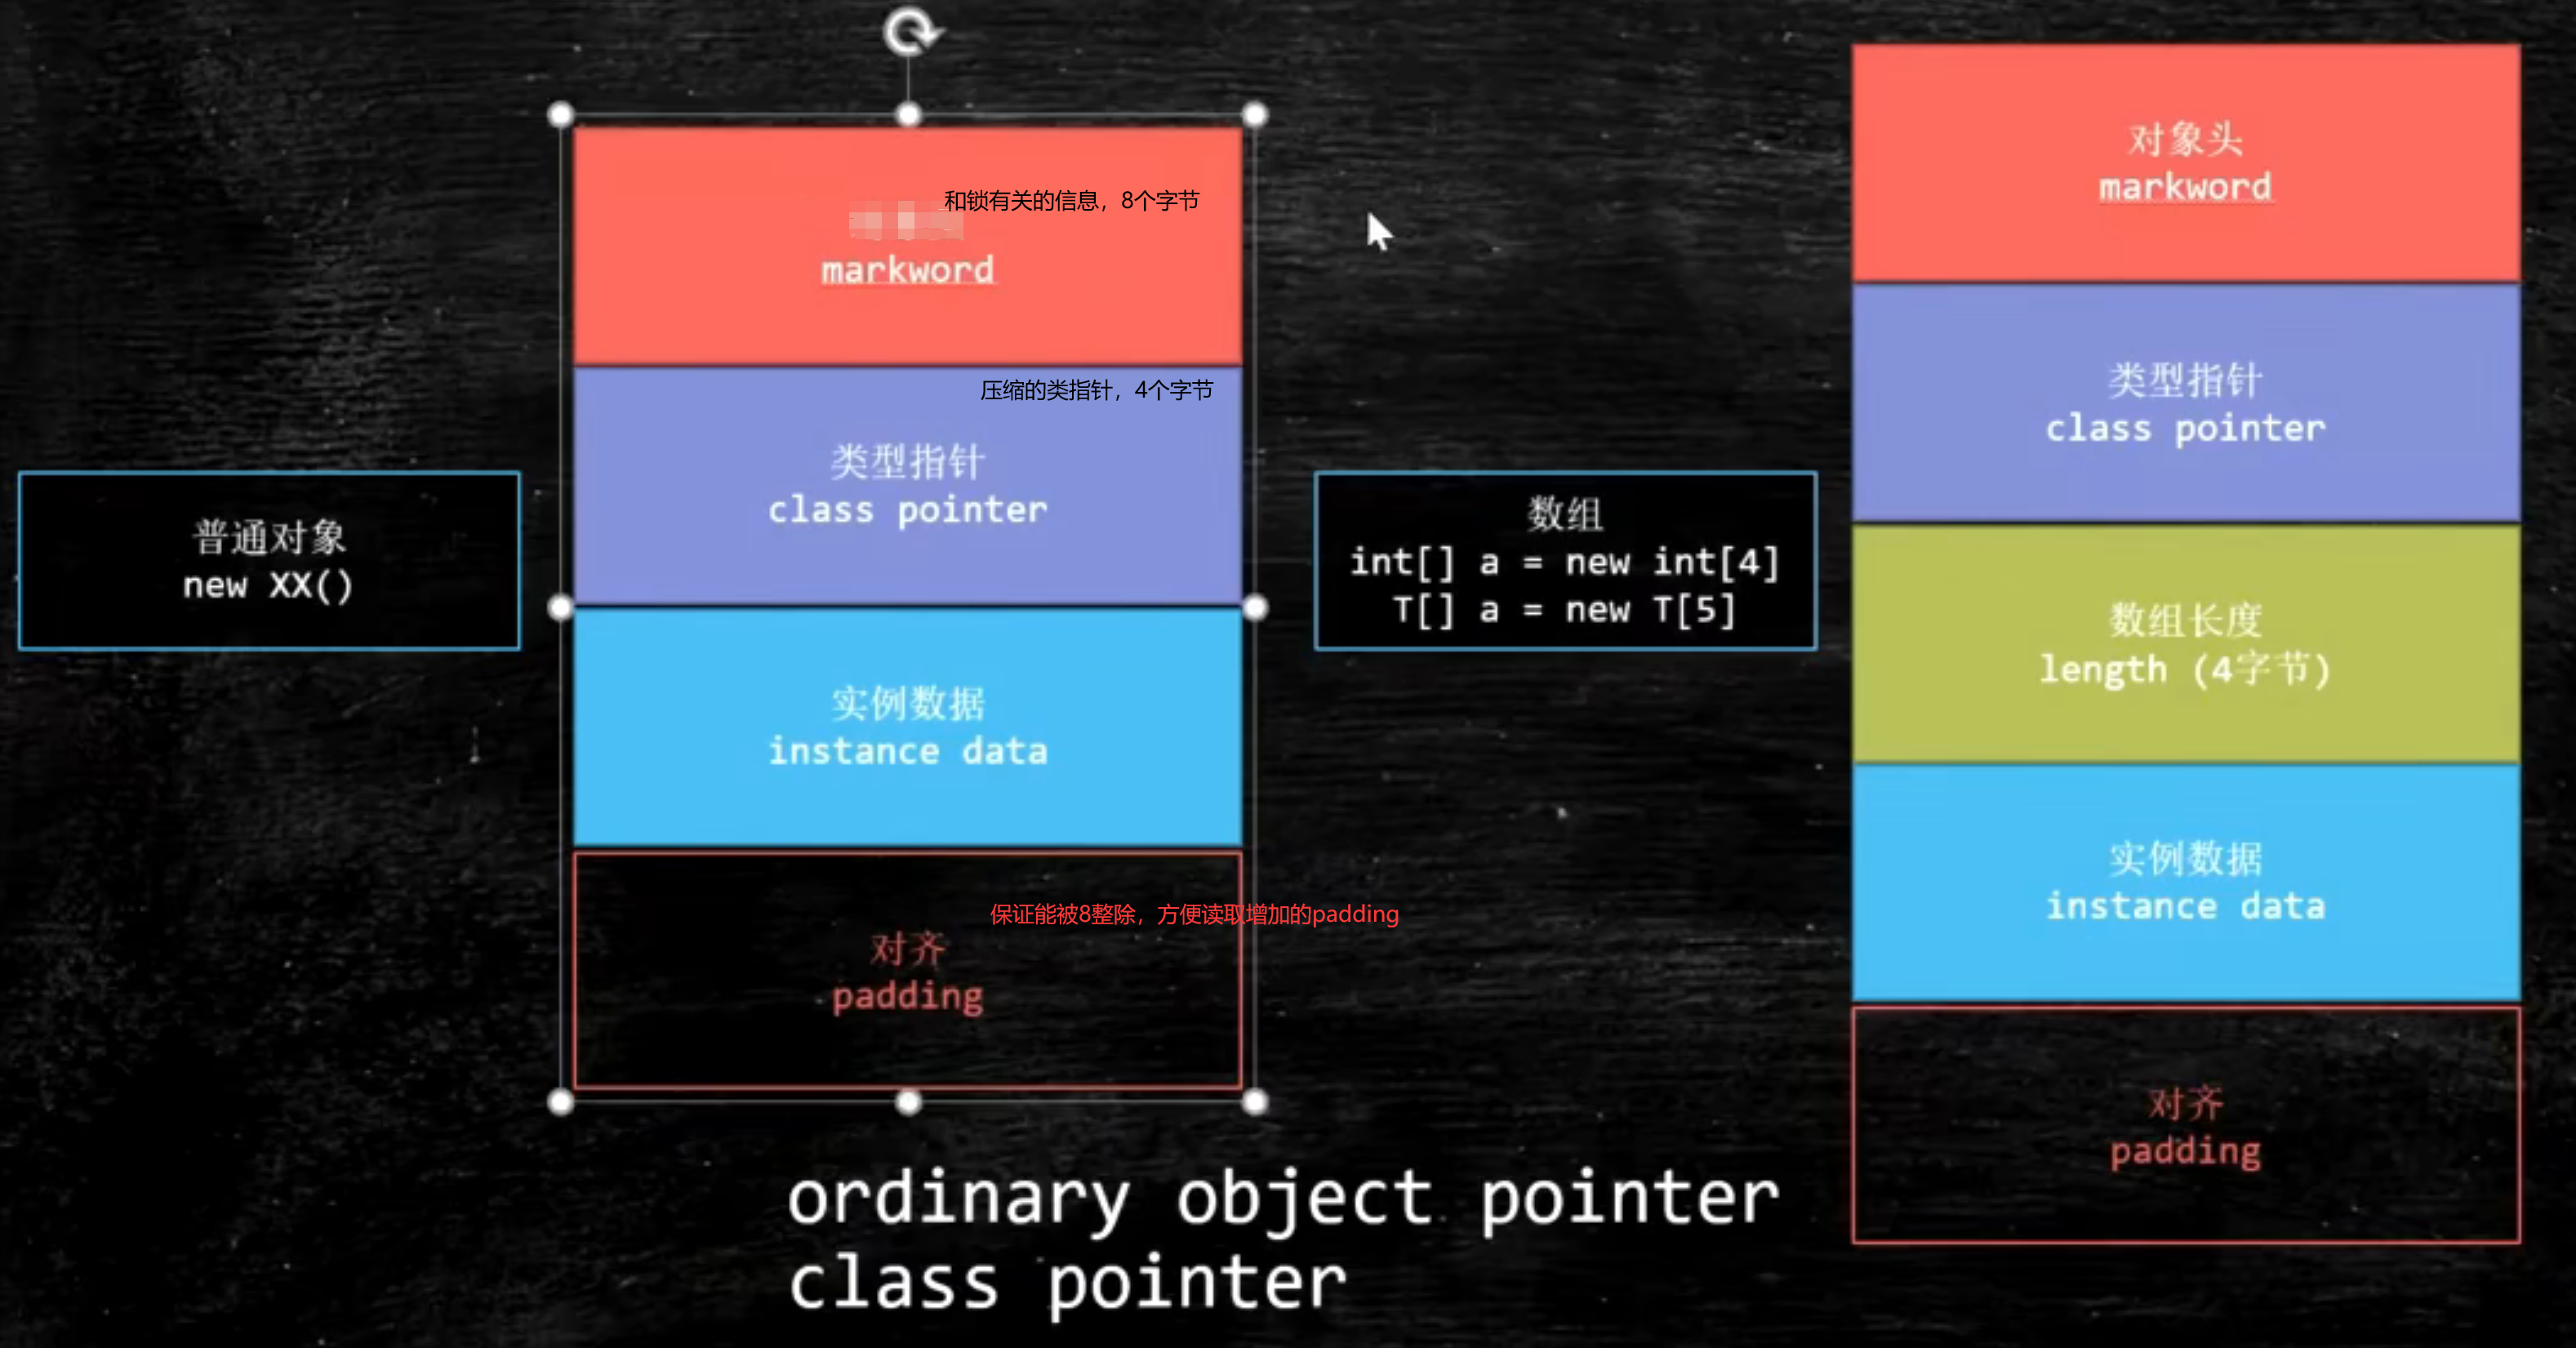 普通对象
new XX()
和锁有关的信息，8个字节
markword
压缩的类指针，4个字节
类型指针
class pointer
实例数据
instance data
保证能被8整除，方便读取增加的padding
对齐
padding
数组
int[] a = new int[4]
T[] a = new T[5]
对象头
markword
类型指针
class pointer
数组长度
length (4字节)
实例数据
instance data
对齐
padding
ordinary object pointer
class pointer